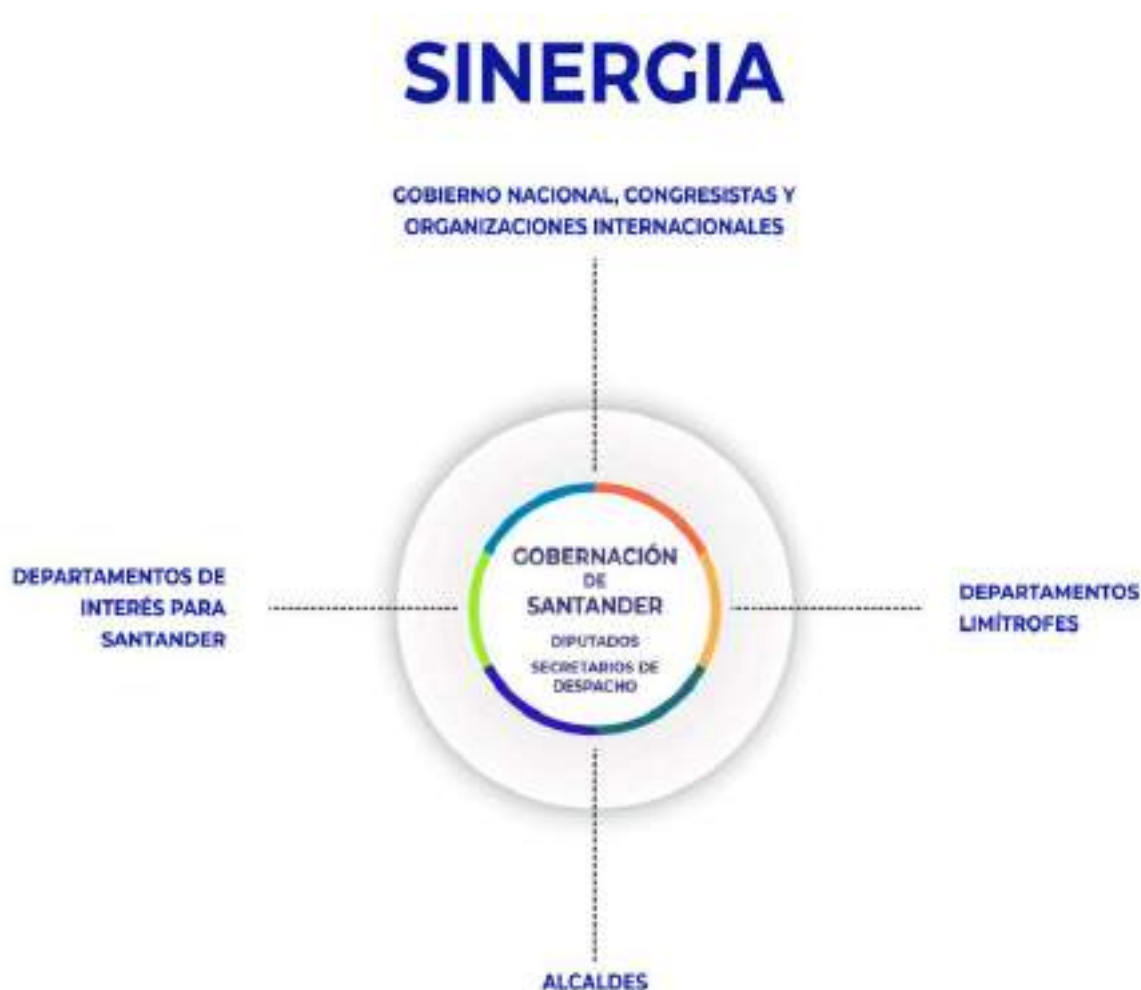 SINERGIA
GOBIERNO NACIONAL, CONGRESISTAS Y
ORGANIZACIONES INTERNACIONALES
GOBERNACIÓN
DE
SANTANDER
DIPUTADOS
SECRETARIOS DE
DESPACHO
DEPARTAMENTOS DE
INTERÉS PARA
SANTANDER
DEPARTAMENTOS
LIMÍTROFES
ALCALDES